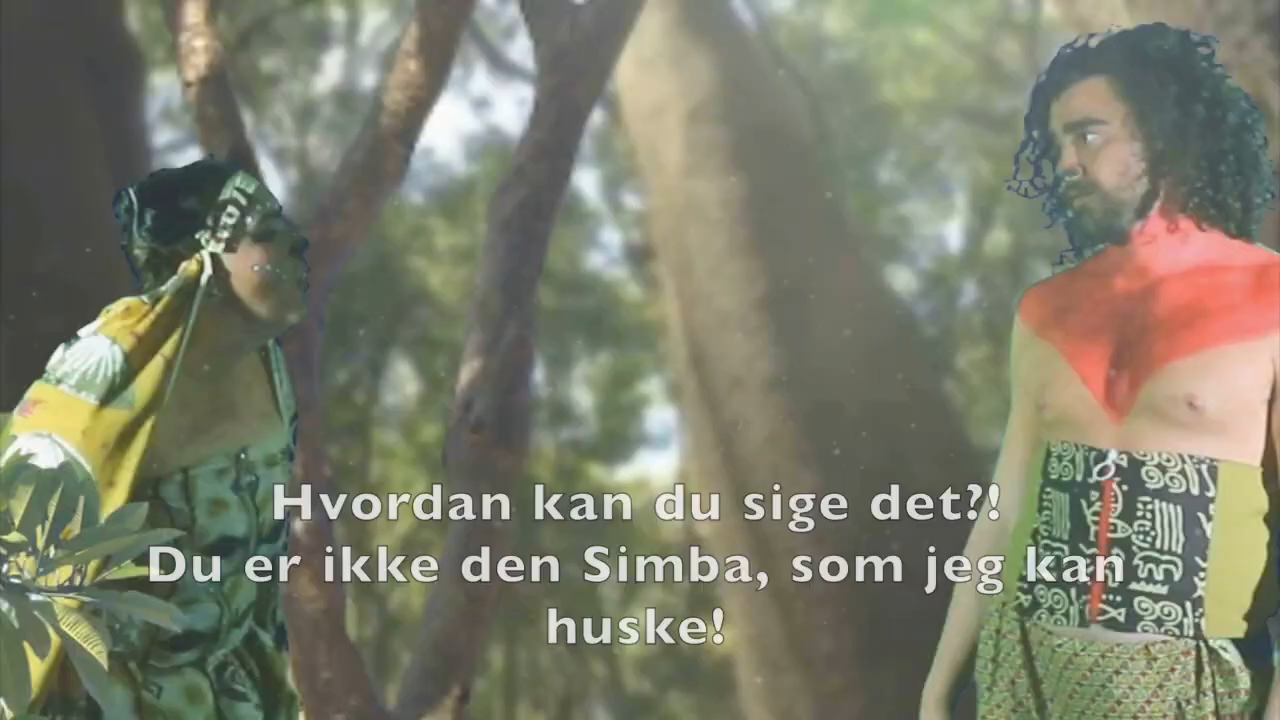 Hvordan kan du sige det?!
Du er ikke den Simba, som jeg kan
huske!